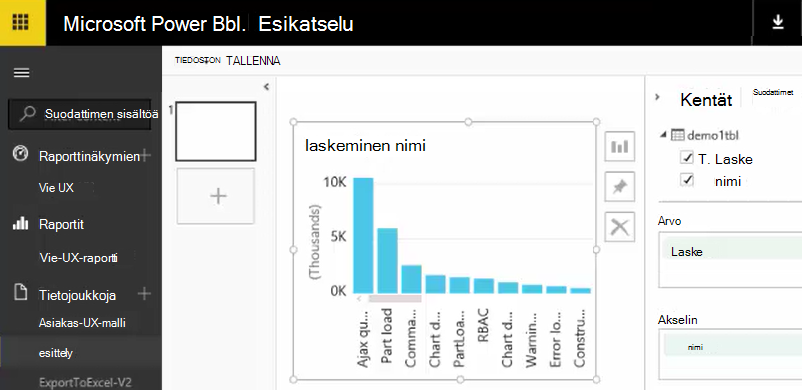 Microsoft Power Bbl. Esikatselu
TIEDOSTON TALLENNA
Suodattimen sisältöä
Raporttinäkymien
Vie UX
Raportit
Vie-UX-raportti
Tietojoukkoja
Asiakas-UX-malli
esittely
ExportToExcel-V2
1
laskeminen nimi
(Thousands)
10K
5K
0K
Ajax qu...
Part load
Comma...
Chart d...
PartLoa...
RBAC
Chart d...
Warnin...
Error lo...
Constru...
Kentät
Suodattimet
demo1tbl
T. Laske
nimi
Arvo
Laske
Akselin
nimi